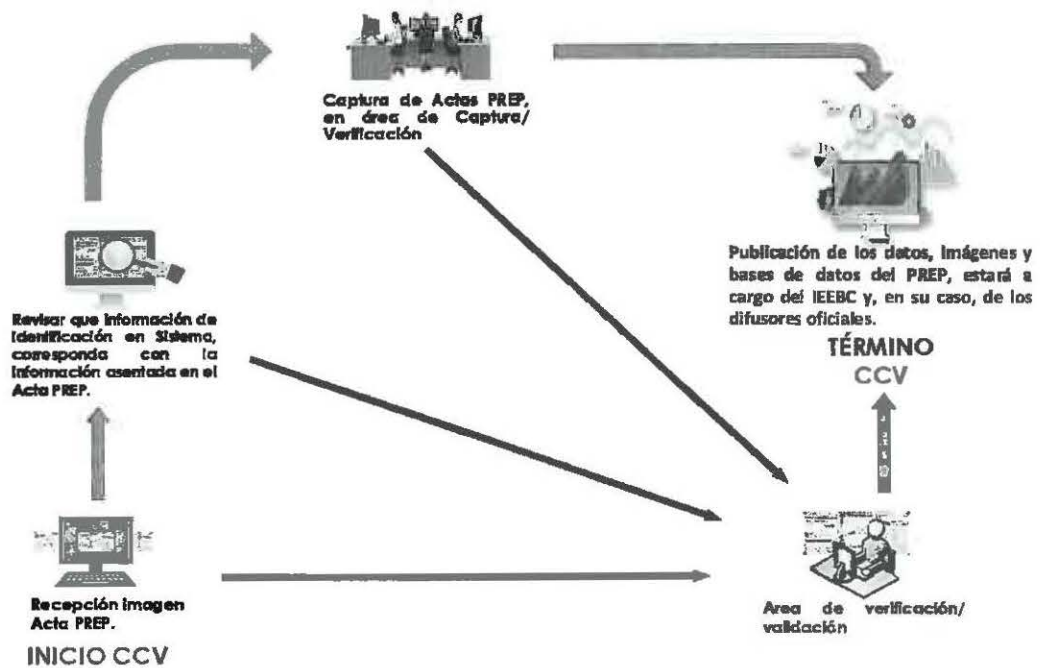 Captura de Actas PREP,
en área de Captura/
Verificación
Publicación de los datos, imágenes y
bases de datos del PREP, estará a
cargo del IEEBC y, en su caso, de los
difusores oficiales.
TÉRMINO
CCV
Revisar que información de
Identificación en Sistema,
corresponda con la
información asentada en el
Acta PREP.
Recepción imagen
Acta PREP.
INICIO CCV
Area de verificación/
validación